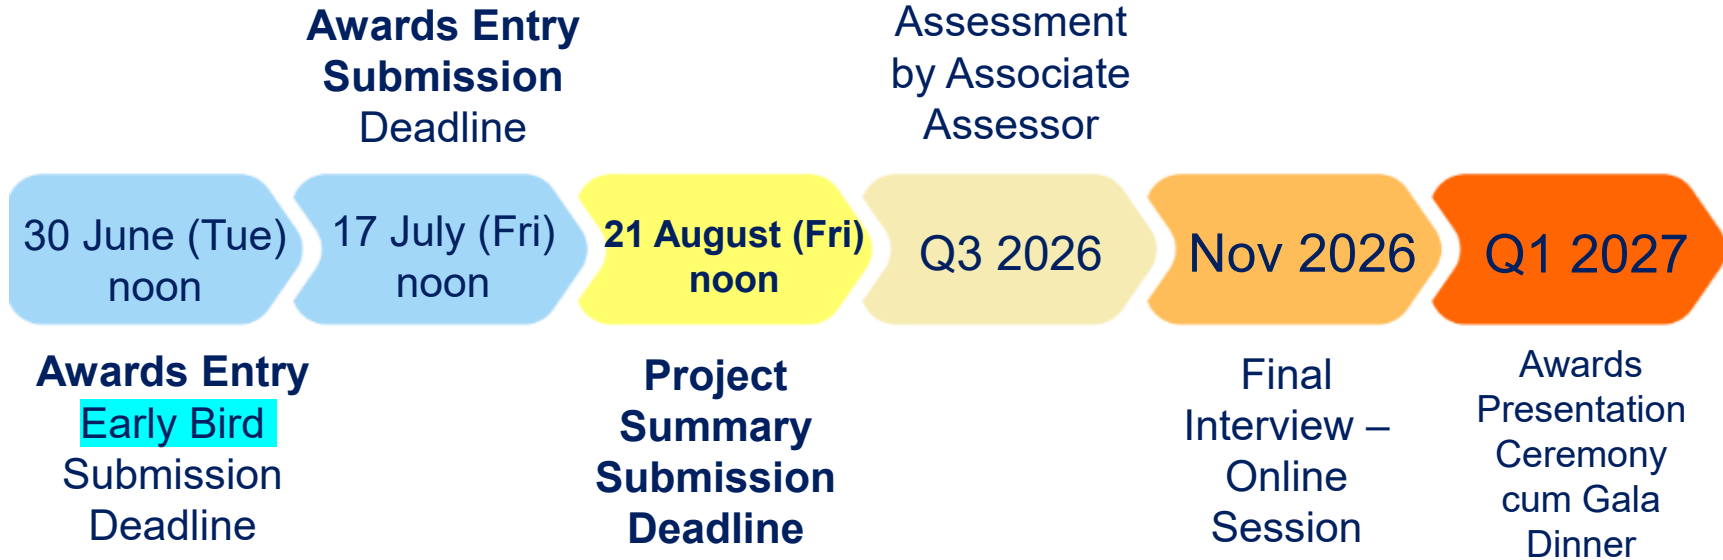 Awards Entry
Submission
Deadline
Assessment
by Associate
Assessor
30 June (Tue)
noon
17 July (Fri)
noon
21 August (Fri)
noon
Q3 2026
Nov 2026
Q1 2027
Awards Entry
Early Bird
Submission
Deadline
Project
Summary
Submission
Deadline
Final
Interview –
Online
Session
Awards
Presentation
Ceremony
cum Gala
Dinner